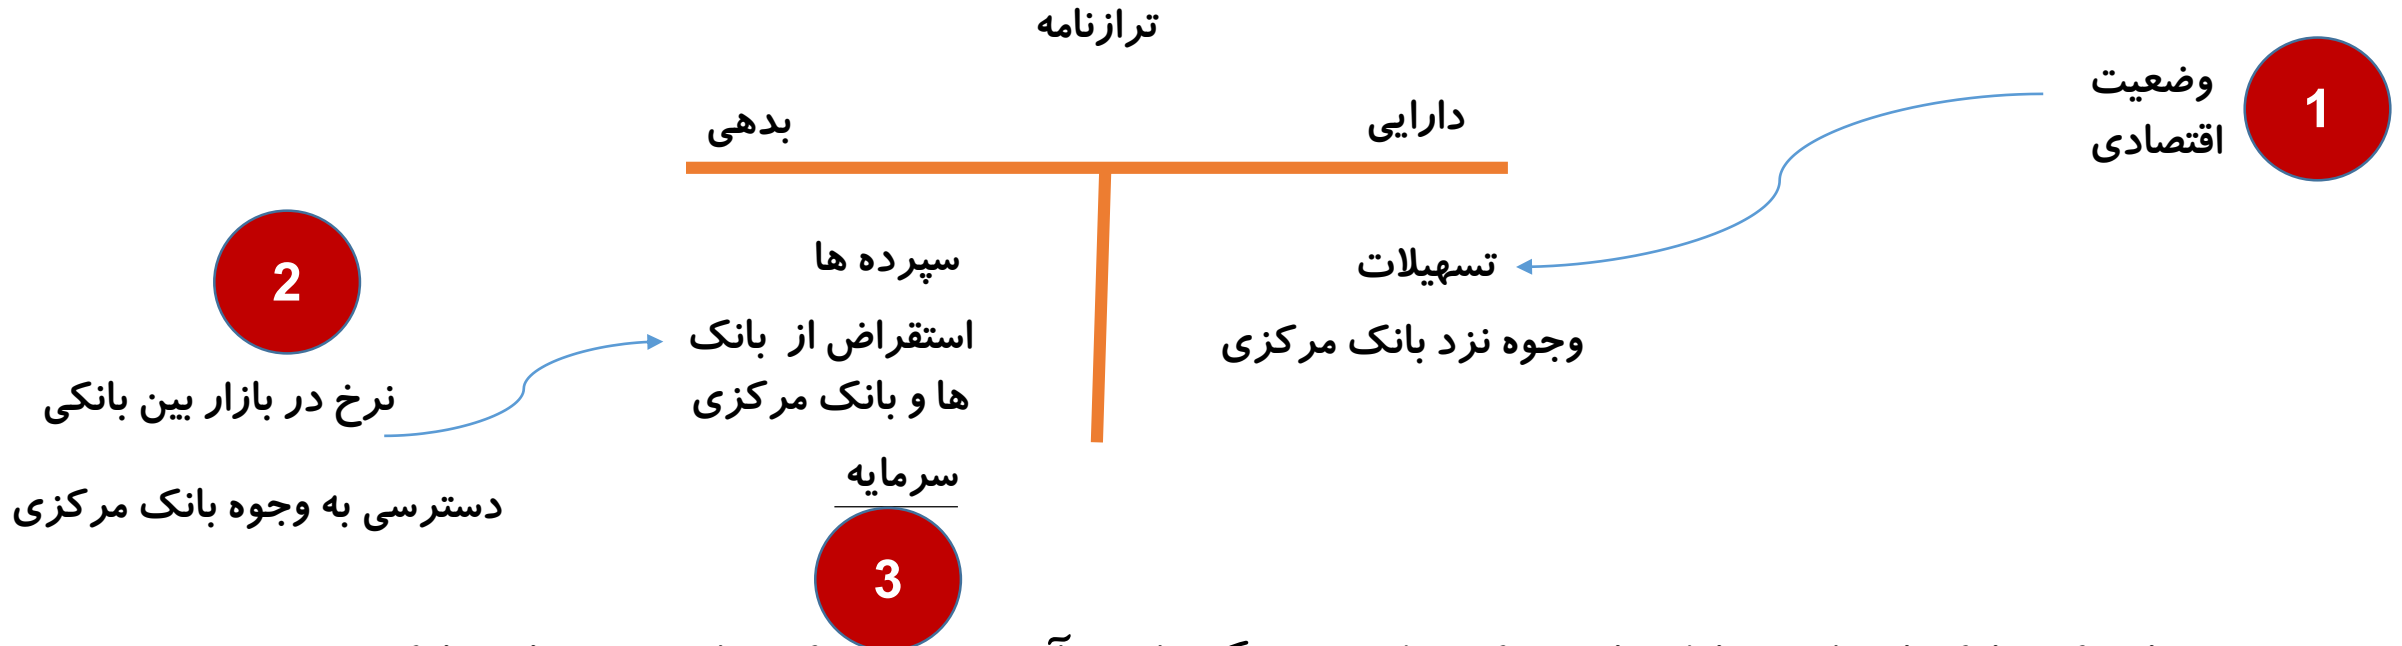 ترازنامه
دارایی
بدهی
1
وضعیت
اقتصادی
تسهیلات
وجوه نزد بانک مرکزی
سپرده ها
استقراض از بانک
ها و بانک مرکزی
سرمایه
2
نرخ در بازار بین بانکی
دسترسی به وجوه بانک مرکزی
3